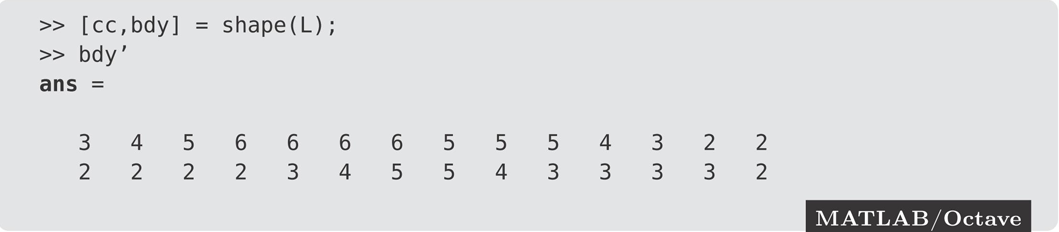 >> [cc,bdy] = shape(L);
>> bdy’
ans =
3 4 5 6 6 6 6 5 5 5 4 3 2 2
2 2 2 2 3 4 5 5 4 3 3 3 3 2
MATLAB/Octave